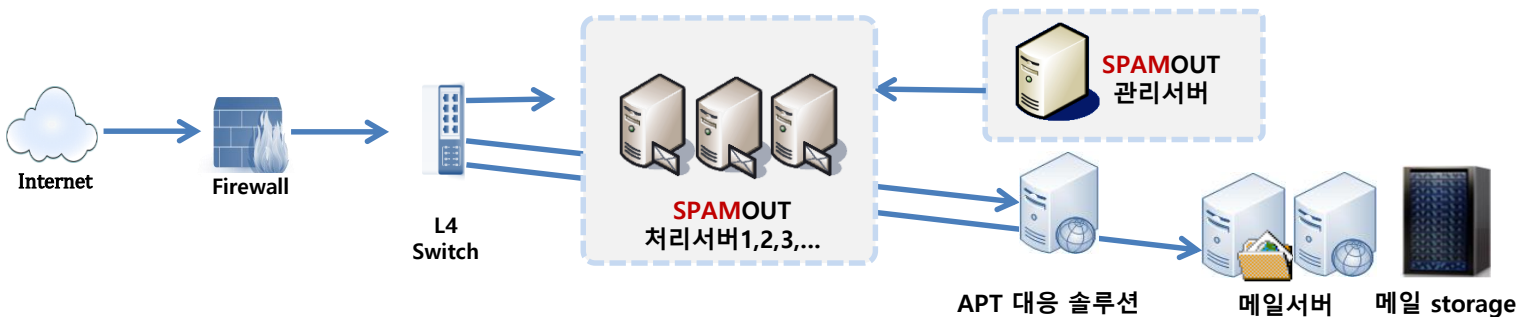 Internet
Firewall
L4
Switch
SPAMOUT
처리서버1,2,3,...
SPAMOUT
관리서버
APT 대응 솔루션
메일서버
메일 storage